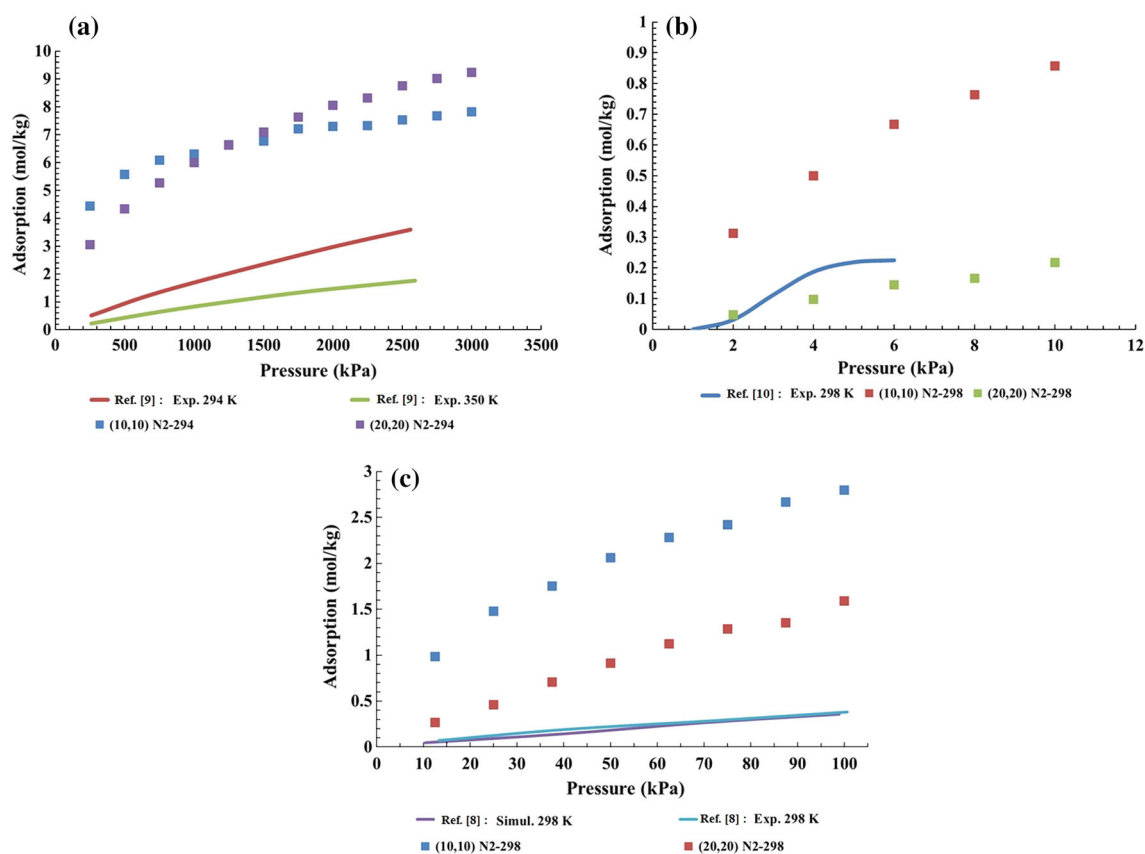 (a)
Adsorption (mol/kg)
10
9
8
7
6
5
4
3
2
1
0
0 500 1000 1500 2000 2500 3000 3500
Pressure (kPa)
Ref. [9] : Exp. 294 K
Ref. [9] : Exp. 350 K
(10,10) N2-294
(20,20) N2-294
(b)
Adsorption (mol/kg)
1
0.9
0.8
0.7
0.6
0.5
0.4
0.3
0.2
0.1
0
0 2 4 6 8 10 12
Pressure (kPa)
Ref. [10] : Exp. 298 K (10,10) N2-298 (20,20) N2-298
(c)
Adsorption (mol/kg)
3
2.5
2
1.5
1
0.5
0
0 10 20 30 40 50 60 70 80 90 100
Pressure (kPa)
Ref. [8] : Simul. 298 K
Ref. [8] : Exp. 298 K
(10,10) N2-298
(20,20) N2-298